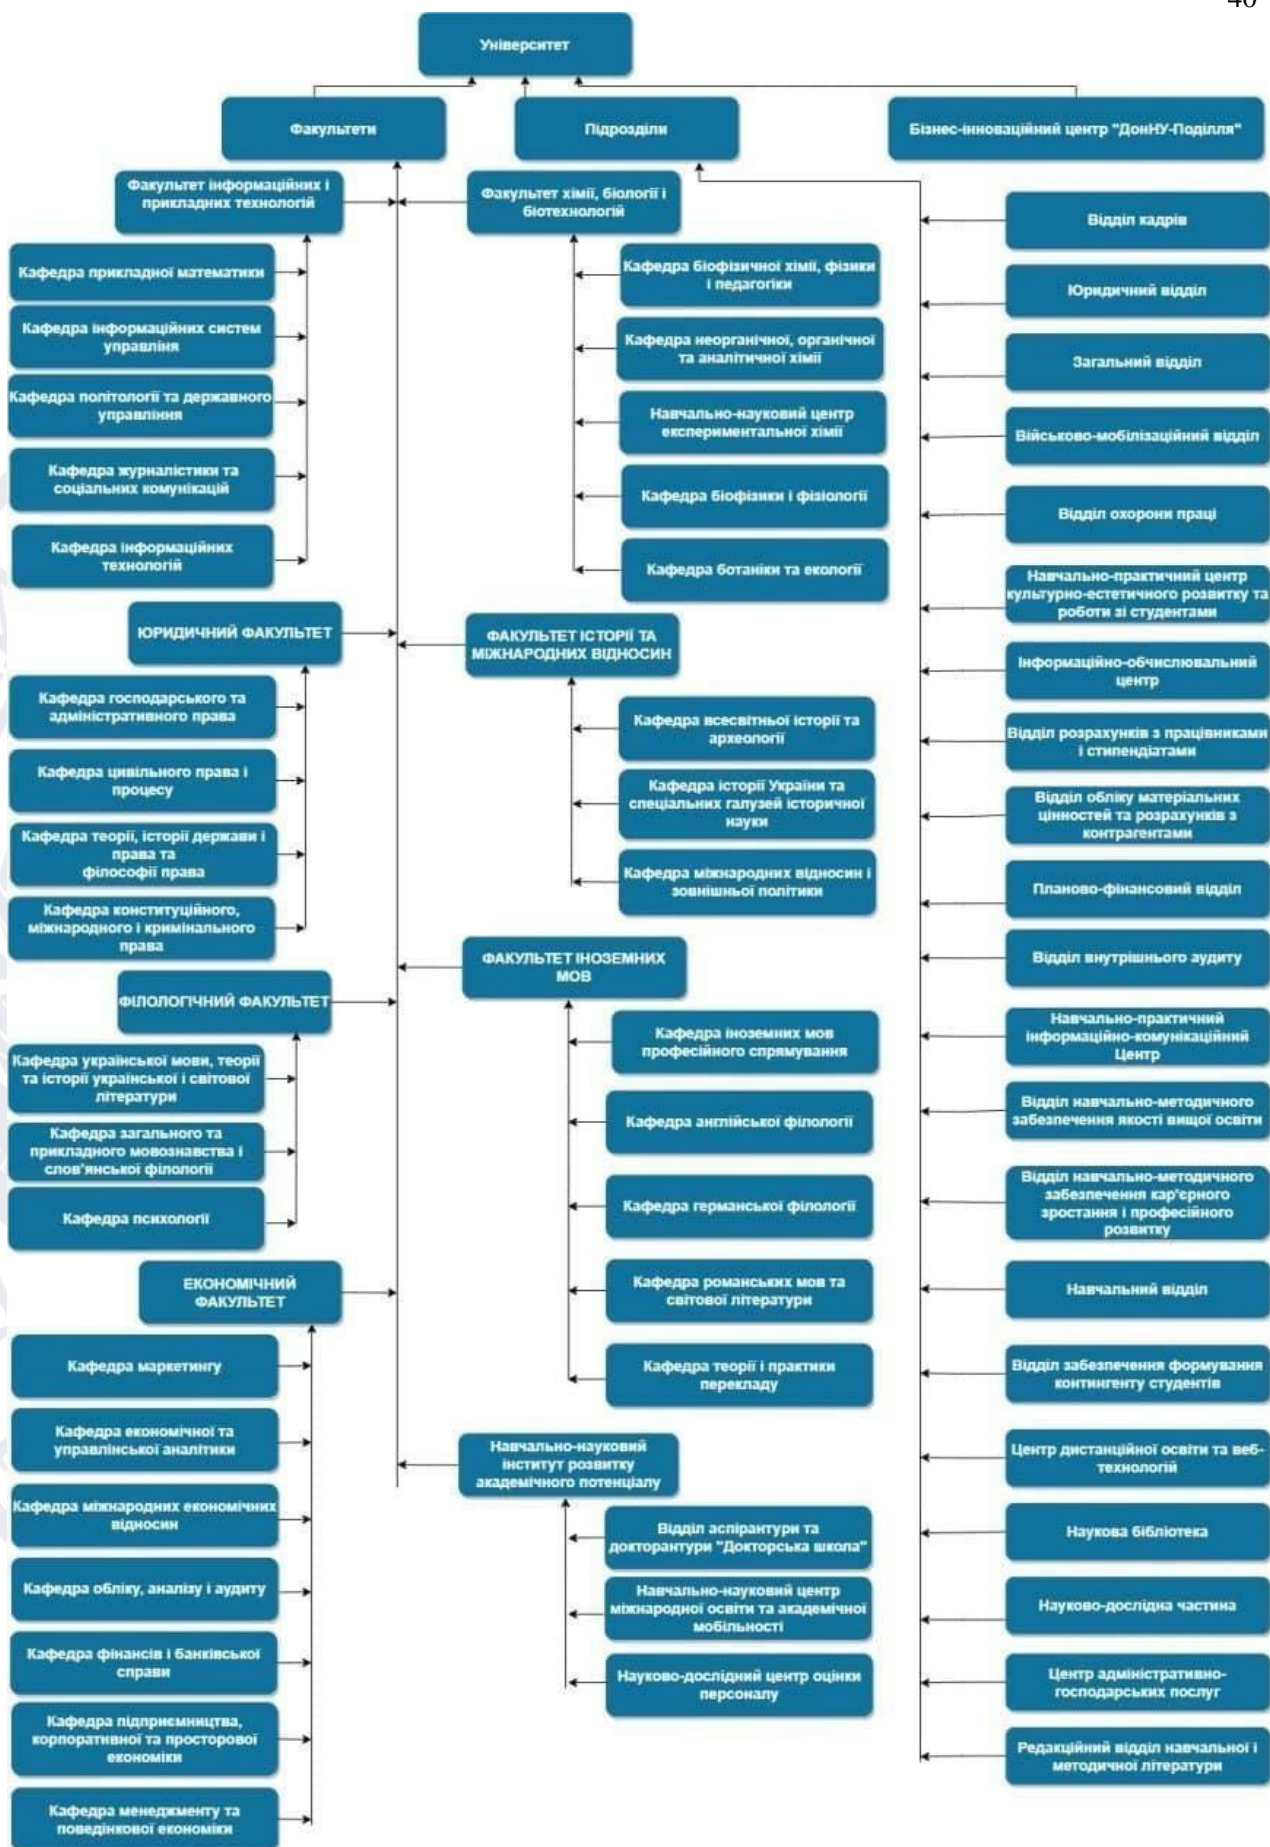 40
Університет
Факультети
Підрозділи
Бізнес-інноваційний центр "ДонНУ-Поділля"
Факультет інформаційних і
прикладних технологій
Кафедра прикладної математики
Кафедра інформаційних систем
управліня
Кафедра політології та державного
управління
Кафедра журналістики та
соціальних комунікацій
Кафедра інформаційних
технологій
ЮРИДИЧНИЙ ФАКУЛЬТЕТ
Кафедра господарського та
адміністративного права
Кафедра цивільного права і
процесу
Кафедра теорії, історії держави і
права та
філософії права
Кафедра конституційного,
міжнародного і кримінального
права
ФІЛОЛОГІЧНИЙ ФАКУЛЬТЕТ
Кафедра української мови, теорії
та історії української і світової
літератури
Кафедра загального та
прикладного мовознавства і
слов'янської філології
Кафедра психології
ЕКОНОМІЧНИЙ
ФАКУЛЬТЕТ
Кафедра маркетингу
Кафедра економічної та
управлінської аналітики
Кафедра міжнародних економічних
відносин
Кафедра обліку, аналізу і аудиту
Кафедра фінансів і банківської
справи
Кафедра підприємництва,
корпоративної та просторової
економіки
Кафедра менеджменту та
поведінкової економіки
Факультет хімії, біології і
біотехнологій
Кафедра біофізичної хімії, фізики
і педагогіки
Кафедра неорганічної, органічної
та аналітичної хімії
Навчально-науковий центр
експериментальної хімії
Кафедра біофізики і фізіології
Кафедра ботаніки та екології
ФАКУЛЬТЕТ ІСТОРІЇ ТА
МІЖНАРОДНИХ ВІДНОСИН
Кафедра всесвітньої історії та
археології
Кафедра історії України та
спеціальних галузей історичної
науки
Кафедра міжнародних відносин і
зовнішньої політики
ФАКУЛЬТЕТ ІНОЗЕМНИХ
МОВ
Кафедра іноземних мов
професійного спрямування
Кафедра англійської філології
Кафедра германської філології
Кафедра романських мов та
світової літератури
Кафедра теорії і практики
перекладу
Навчально-науковий
інститут розвитку
академічного потенціалу
Відділ аспірантури та
докторантури "Докторська школа"
Навчально-науковий центр
міжнародної освіти та академічної
мобільності
Науково-дослідний центр оцінки
персоналу
Відділ кадрів
Юридичний відділ
Загальний відділ
Військово-мобілізаційний відділ
Відділ охорони праці
Навчально-практичний центр
культурно-естетичного розвитку та
роботи зі студентами
Інформаційно-обчислювальний
центр
Відділ розрахунків з працівниками
і стипендіатами
Відділ обліку матеріальних
цінностей та розрахунків з
контрагентами
Планово-фінансовий відділ
Відділ внутрішнього аудиту
Навчально-практичний
інформаційно-комунікаційний
Центр
Відділ навчально-методичного
забезпечення якості вищої освіти
Відділ навчально-методичного
забезпечення кар'єрного
зростання і професійного
розвитку
Навчальний відділ
Відділ забезпечення формування
контингенту студентів
Центр дистанційної освіти та веб-
технологій
Наукова бібліотека
Науково-дослідна частина
Центр адміністративно-
господарських послуг
Редакційний відділ навчальної і
методичної літератури